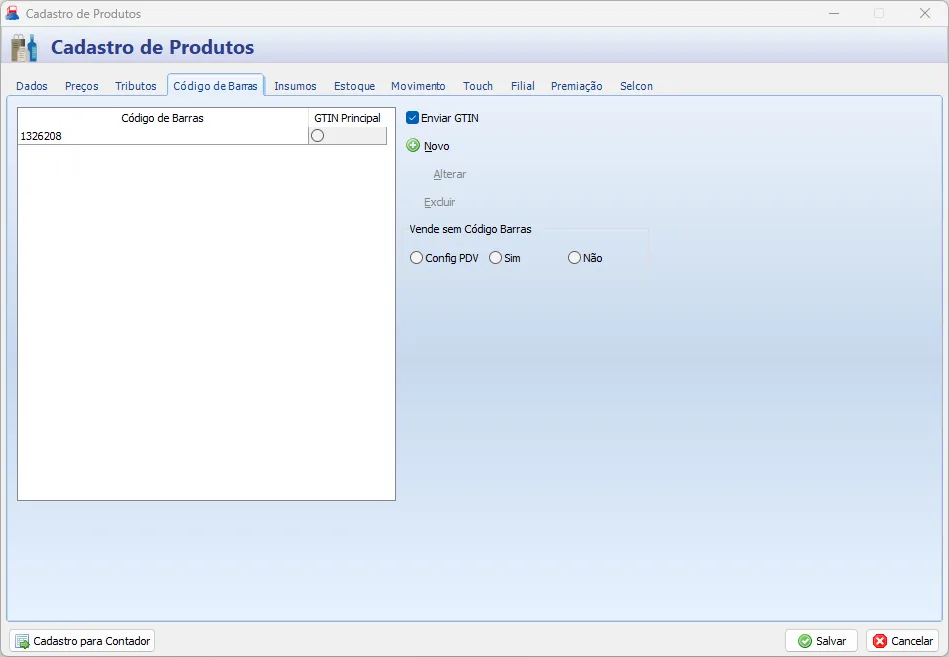 Cadastro de Produtos
Cadastro de Produtos
Dados Preços Tributos Código de Barras Insumos Estoque Movimento Touch Filial Premiação Selcon
Código de Barras GTIN Principal
1326208
Enviar GTIN
Novo
Alterar
Excluir
Vende sem Código Barras
Config PDV Sim Não
Cadastro para Contador Salvar Cancelar